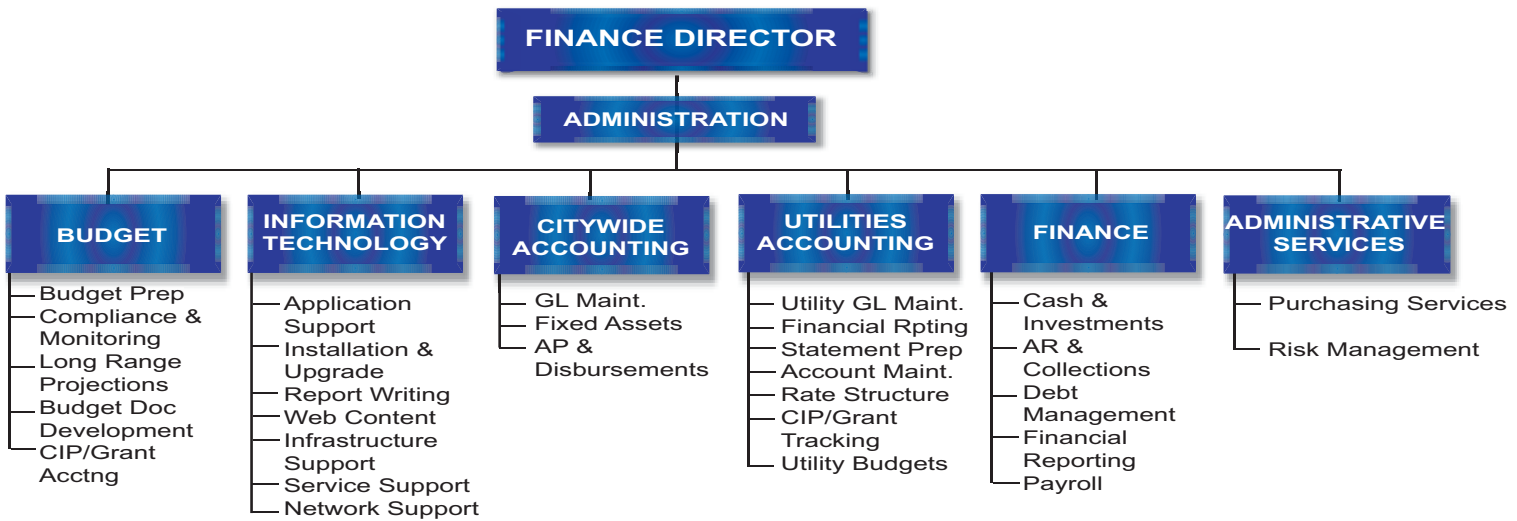 FINANCE DIRECTOR
ADMINISTRATION
BUDGET
Budget Prep
Compliance &
Monitoring
Long Range
Projections
Budget Doc
Development
CIP/Grant
Acctng
INFORMATION
TECHNOLOGY
Application
Support
Installation &
Upgrade
Report Writing
Web Content
Infrastructure
Support
Service Support
Network Support
CITYWIDE
ACCOUNTING
GL Maint.
Fixed Assets
AP &
Disbursements
UTILITIES
ACCOUNTING
Utility GL Maint.
Financial Rpting
Statement Prep
Account Maint.
Rate Structure
CIP/Grant
Tracking
Utility Budgets
FINANCE
Cash &
Investments
AR &
Collections
Debt
Management
Financial
Reporting
Payroll
ADMINISTRATIVE
SERVICES
Purchasing Services
Risk Management